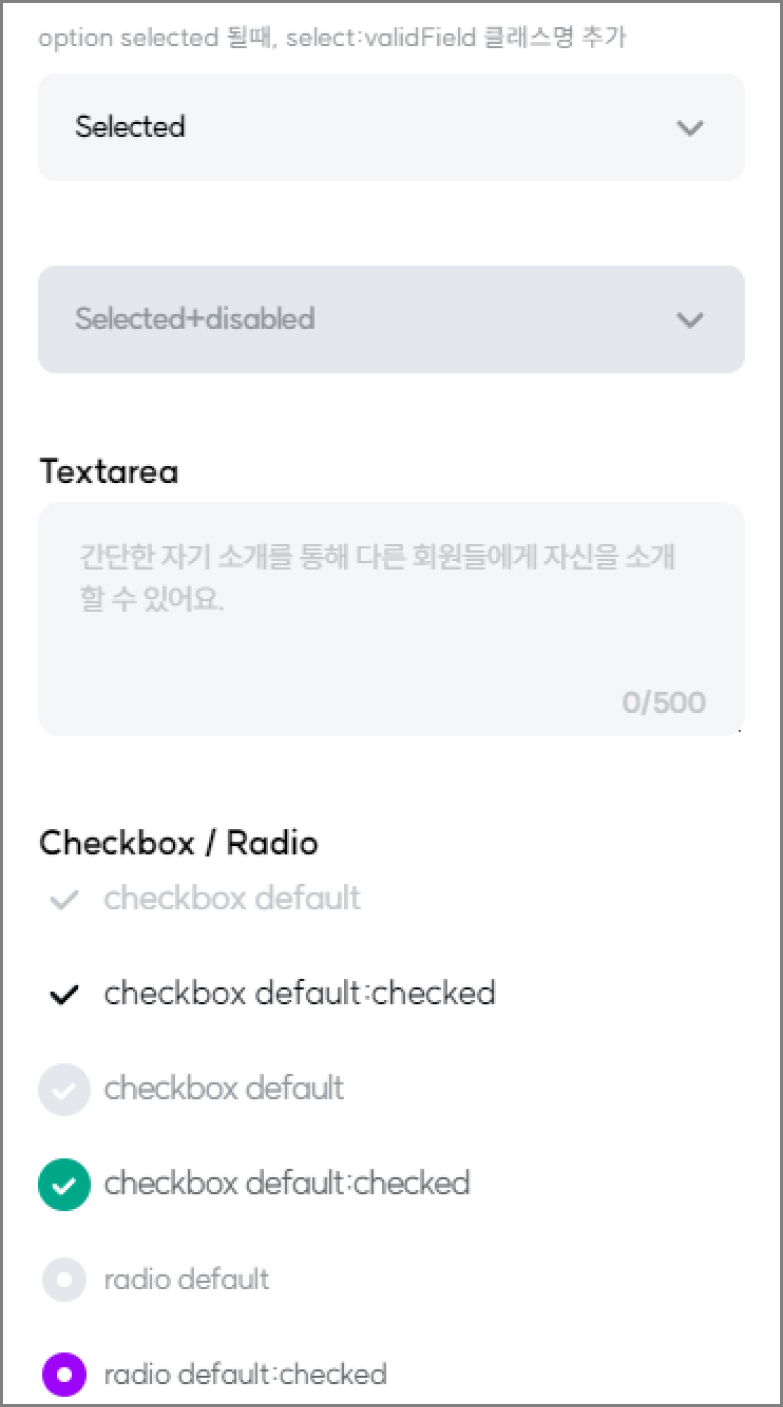 option selected 될때, select:validField 클래스명 추가
Selected
Selected+disabled
Textarea
간단한 자기 소개를 통해 다른 회원들에게 자신을 소개
할 수 있어요.
0/500
Checkbox / Radio
checkbox default
checkbox default:checked
checkbox default
checkbox default:checked
radio default
radio default:checked